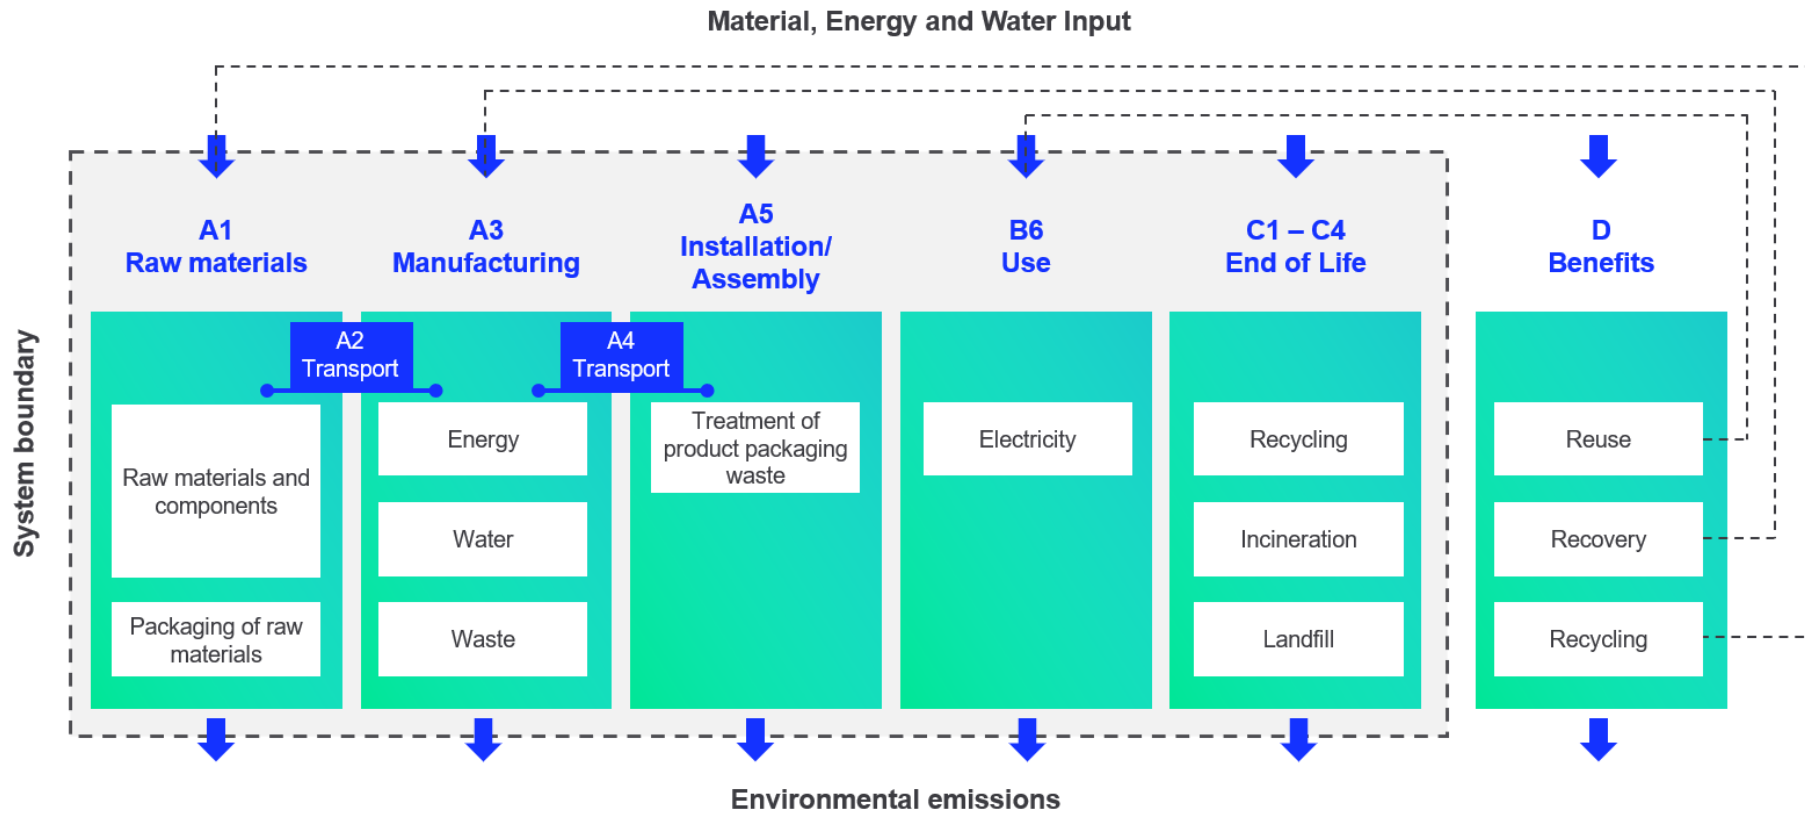 Material, Energy and Water Input
System boundary
A1
Raw materials
A3
Manufacturing
A5
Installation/
Assembly
B6
Use
C1 – C4
End of Life
D
Benefits
A2
Transport
A4
Transport
Raw materials and
components
Packaging of raw
materials
Energy
Water
Waste
Treatment of
product packaging
waste
Electricity
Recycling
Incineration
Landfill
Reuse
Recovery
Recycling
Environmental emissions